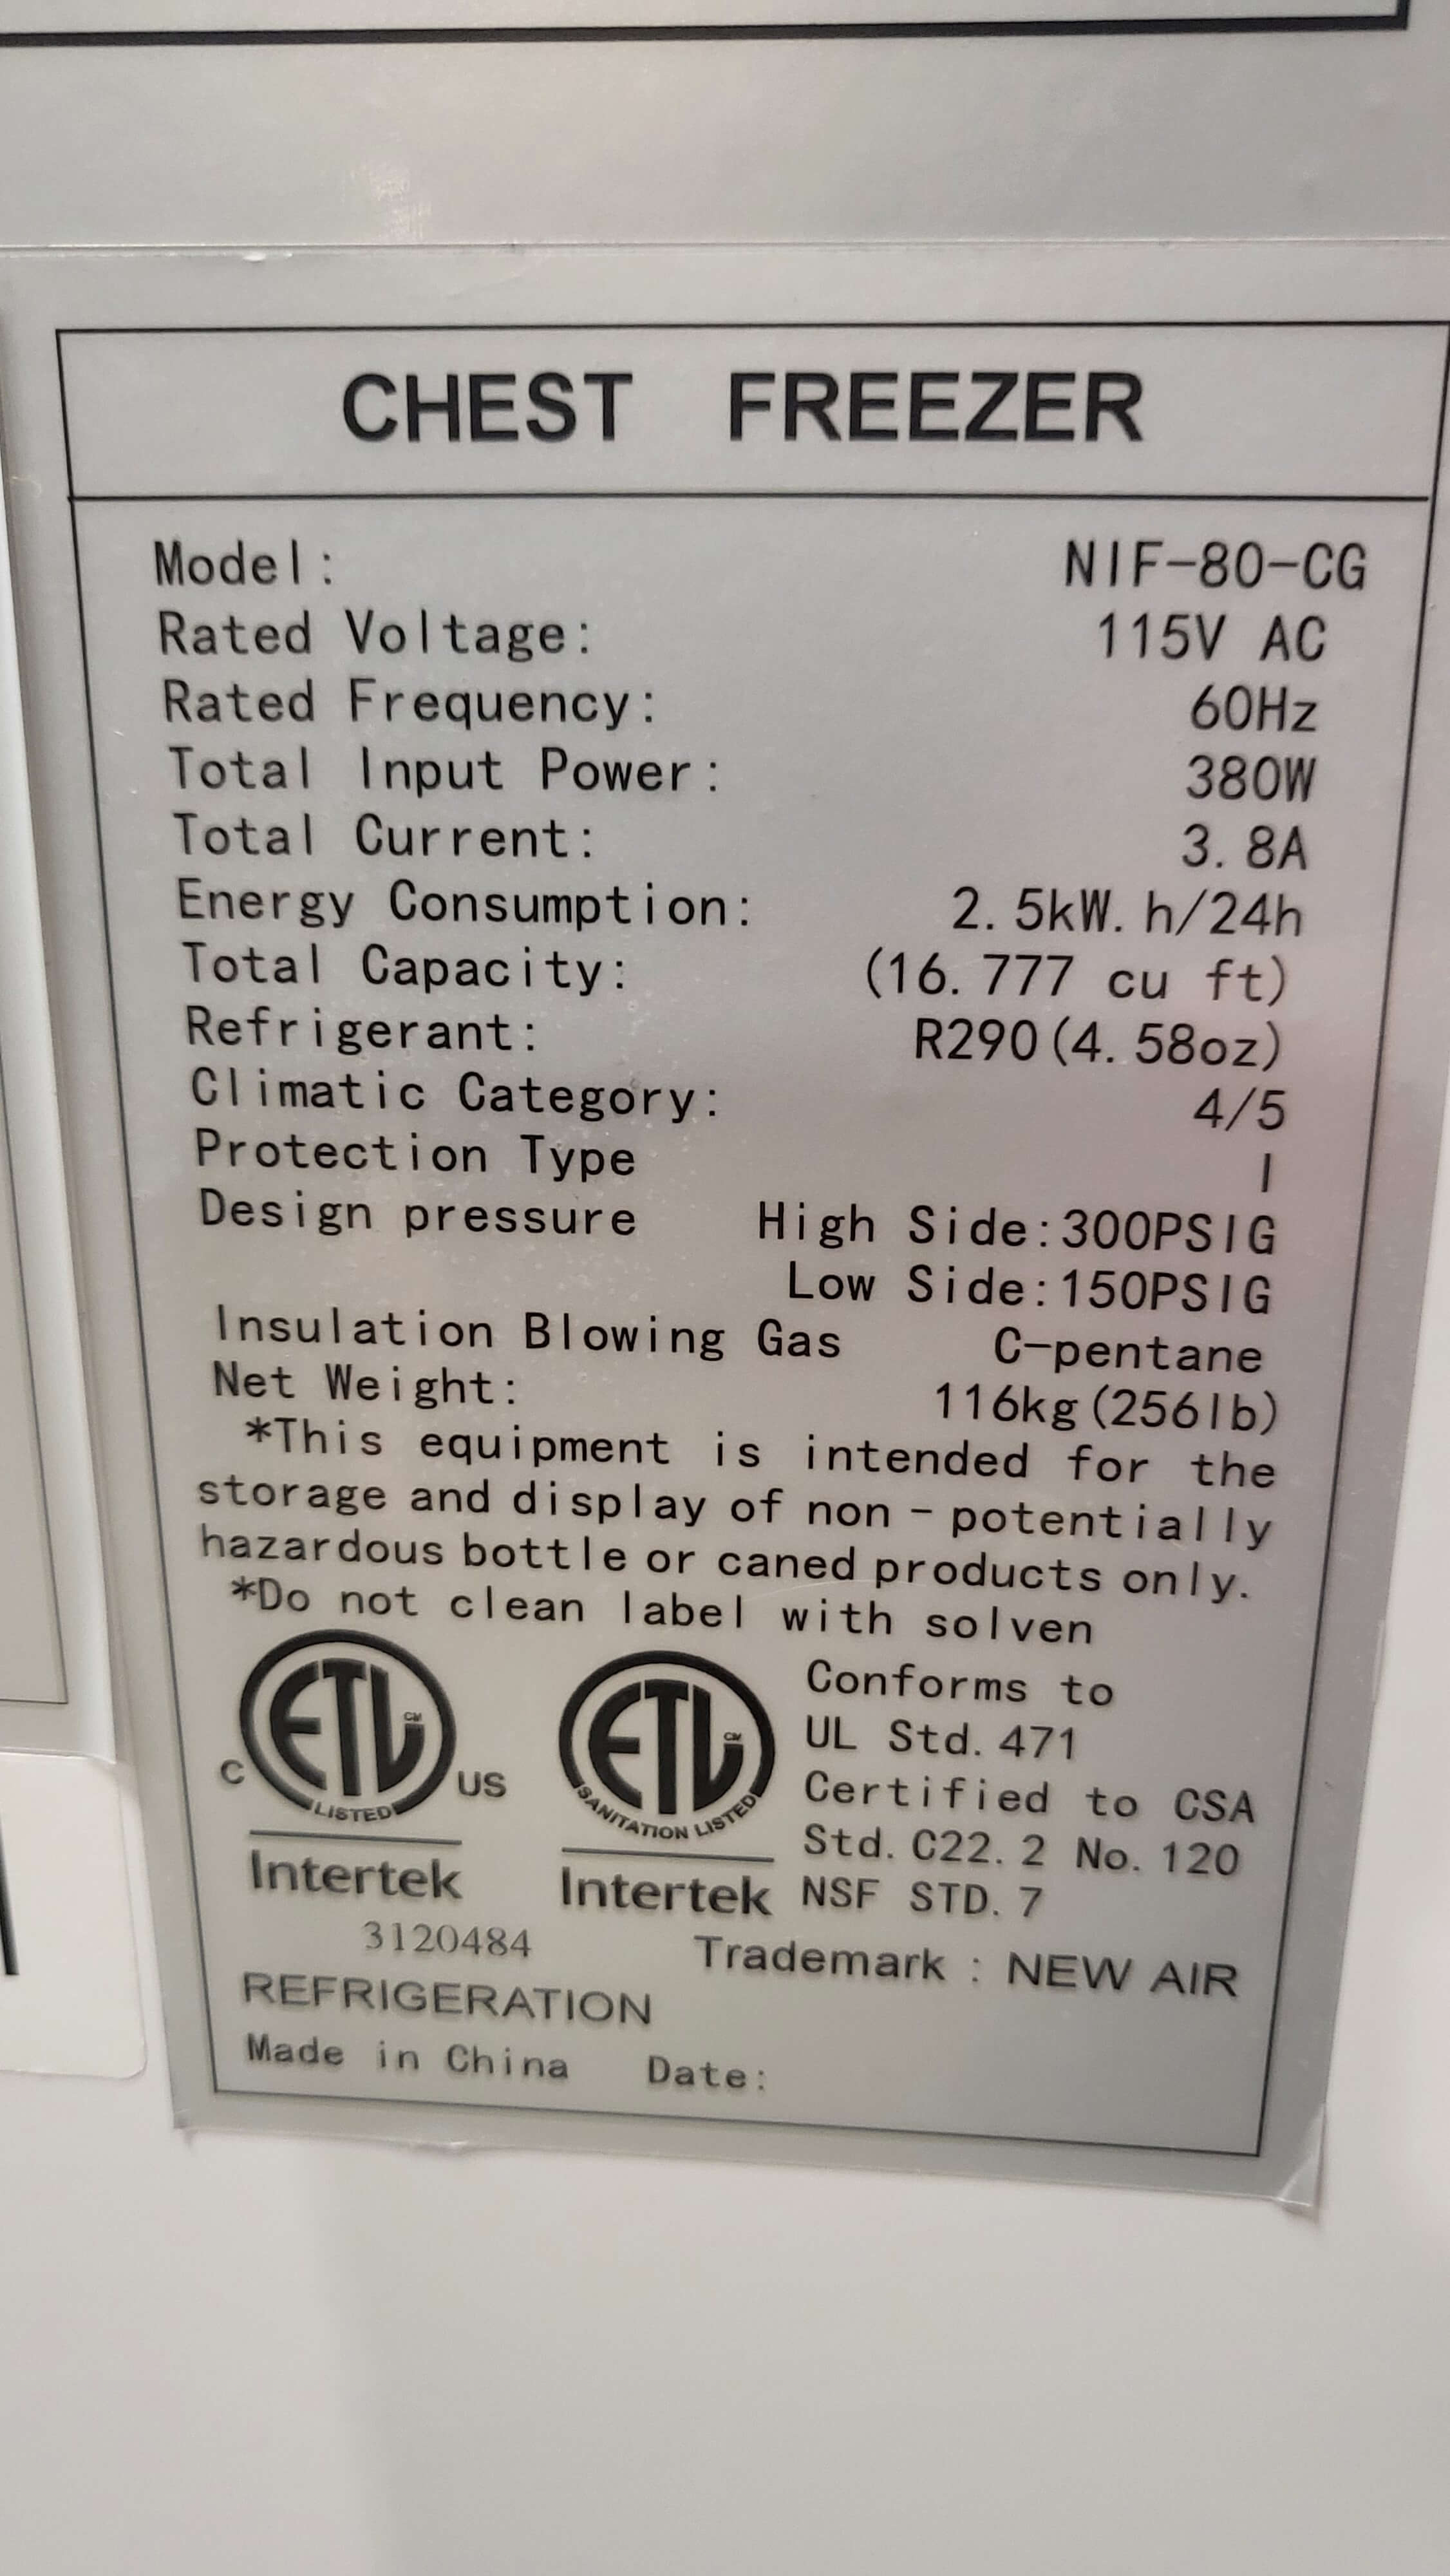 CHEST FREEZER
Model: NIF-80-CG
Rated Voltage: 115V AC
Rated Frequency: 60Hz
Total Input Power: 380W
Total Current: 3.8A
Energy Consumption: 2.5kW.h/24h
Total Capacity: (16.777 cu ft)
Refrigerant: R290(4.58oz)
Climatic Category: 4/5
Protection Type I
Design pressure High Side:300PSIG
Low Side:150PSIG
Insulation Blowing Gas C-pentane
Net Weight: 116kg(256lb)
*This equipment is intended for the
storage and display of non-potentially
hazardous bottle or caned products only.
*Do not clean label with solven
C ETL CM LISTED US
Intertek
3120484
ETL CM SANITATION LISTED
Intertek
Conforms to
UL Std.471
Certified to CSA
Std.C22.2 No.120
NSF STD.7
Trademark : NEW AIR
REFRIGERATION
Made in China Date: